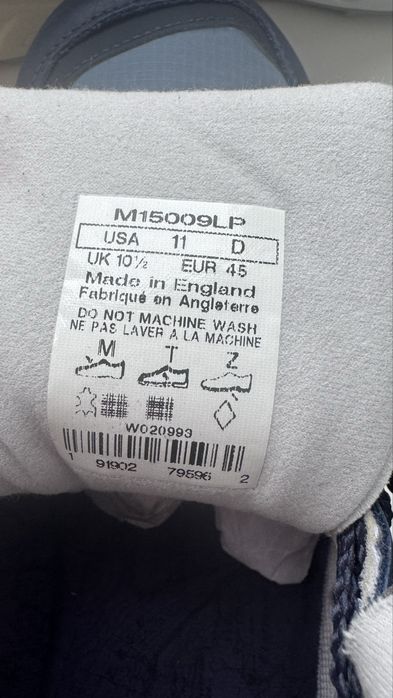 M15009LP
USA 11 D
UK 10½ EUR 45
Made in England
Fabriqué en Angleterre
DO NOT MACHINE WASH
NE PAS LAVER A LA MACHINE
M T Z
W020993
1 91902 79596 2